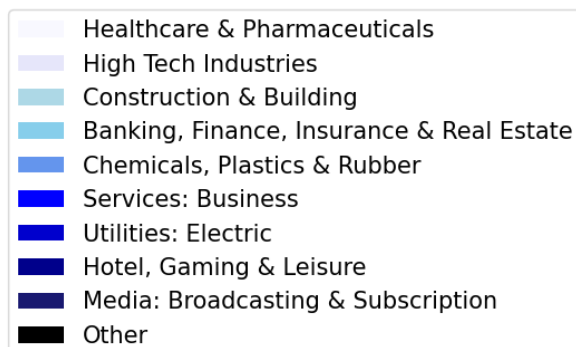 Healthcare & Pharmaceuticals
High Tech Industries
Construction & Building
Banking, Finance, Insurance & Real Estate
Chemicals, Plastics & Rubber
Services: Business
Utilities: Electric
Hotel, Gaming & Leisure
Media: Broadcasting & Subscription
Other